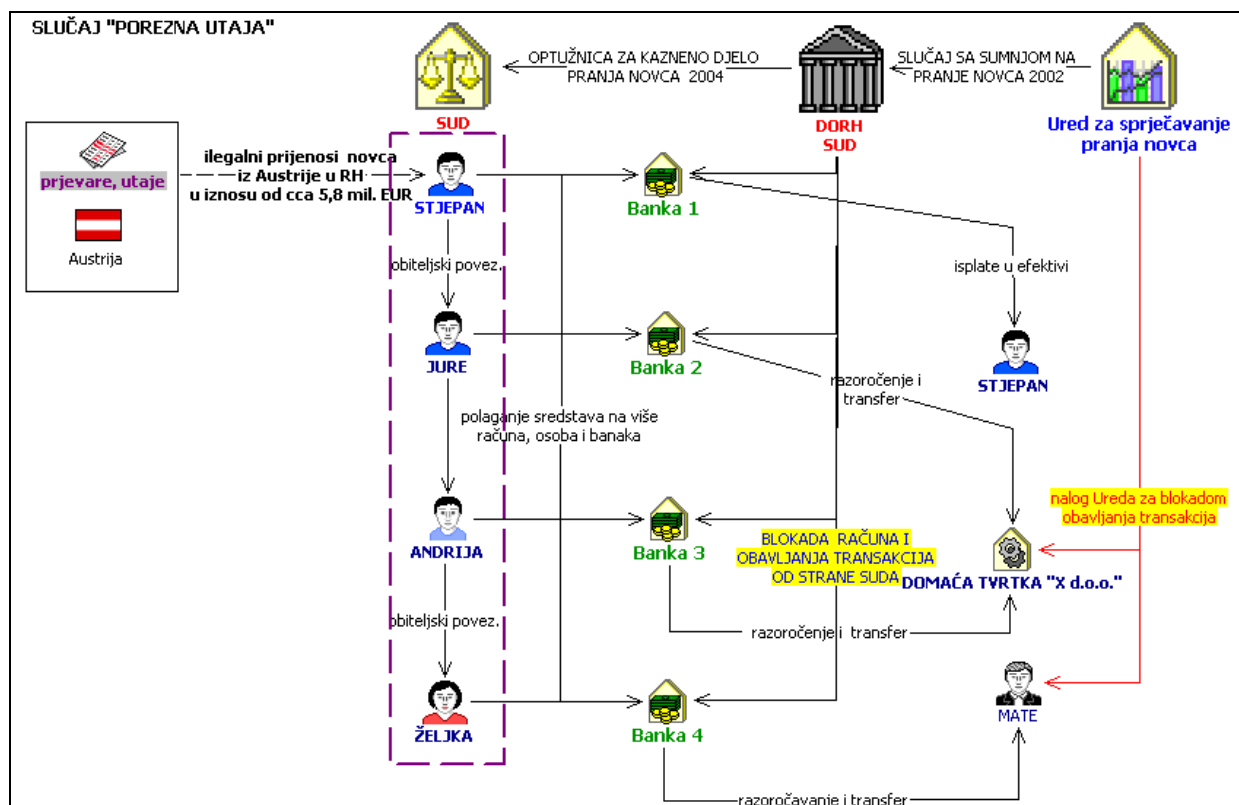 SLUČAJ "POREZNA UTAJA"
OPTUŽNICA ZA KAZNENO DJELO
PRANJA NOVCA 2004
SLUČAJ SA SUMNJOM NA
PRANJE NOVCA 2002
SUD
DORH
SUD
Ured za sprječavanje
pranja novca
prjevare, utaje
Austrija
ilegalni prijenosi novca
iz Austrije u RH
u iznosu od cca 5,8 mil. EUR
STJEPAN
Banka 1
obiteljski povez.
isplate u efektivi
JURE
Banka 2
STJEPAN
razoročenje i
transfer
polaganje sredstava na više
računa, osoba i banaka
nalog Ureda za blokadom
obavljanja transakcija
ANDRIJA
Banka 3
BLOKADA RAČUNA I
OBAVLJANJA TRANSAKCIJA
OD STRANE SUDA
DOMAĆA TVRTKA "X d.o.o."
obiteljski povez.
razoročenje i transfer
ŽELJKA
Banka 4
MATE
razoročavanje i transfer